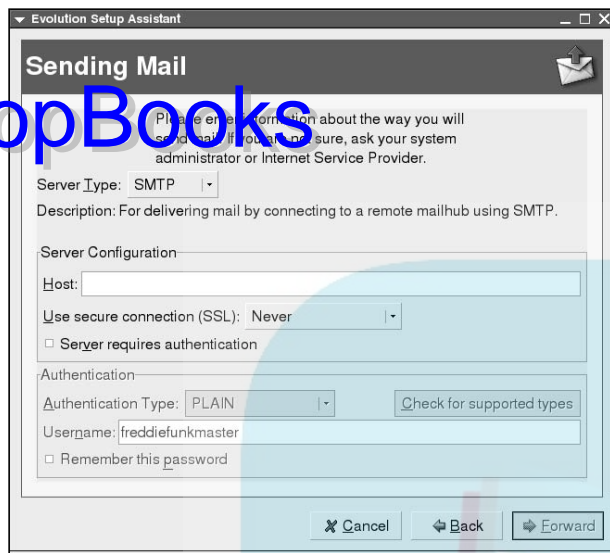 Evolution Setup Assistant
Sending Mail
opBooks
Please enter information about the way you will
send mail. If you are not sure, ask your system
administrator or Internet Service Provider.
Server Type: SMTP
Description: For delivering mail by connecting to a remote mailhub using SMTP.
Server Configuration
Host:
Use secure connection (SSL): Never
Server requires authentication
Authentication
Authentication Type: PLAIN Check for supported types
Username: freddiefunkmaster
Remember this password
Cancel Back Forward